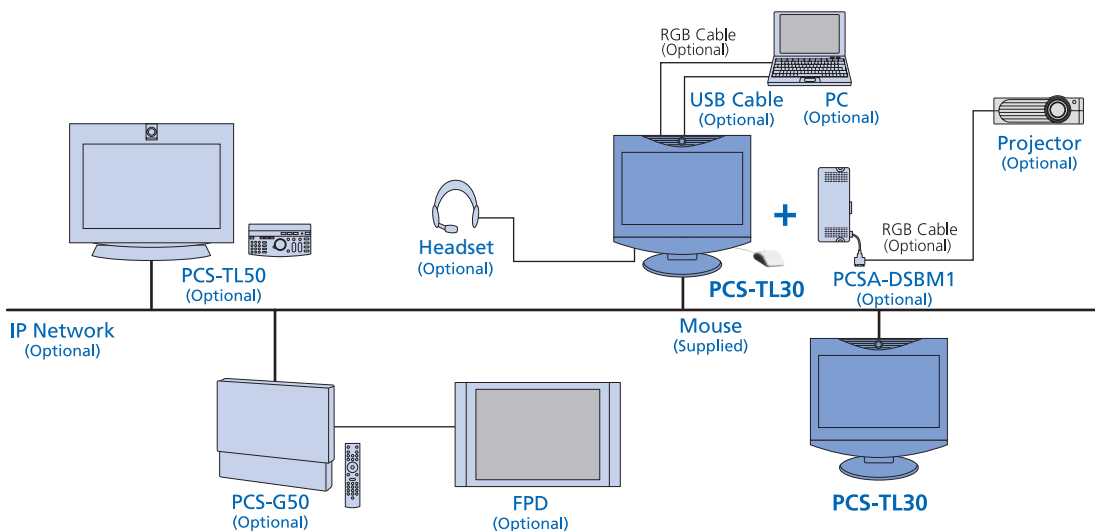 RGB Cable
(Optional)
USB Cable
(Optional)
PC
(Optional)
Projector
(Optional)
Headset
(Optional)
+
RGB Cable
(Optional)
PCS-TL50
(Optional)
PCS-TL30
PCSA-DSBM1
(Optional)
IP Network
(Optional)
Mouse
(Supplied)
PCS-G50
(Optional)
FPD
(Optional)
PCS-TL30